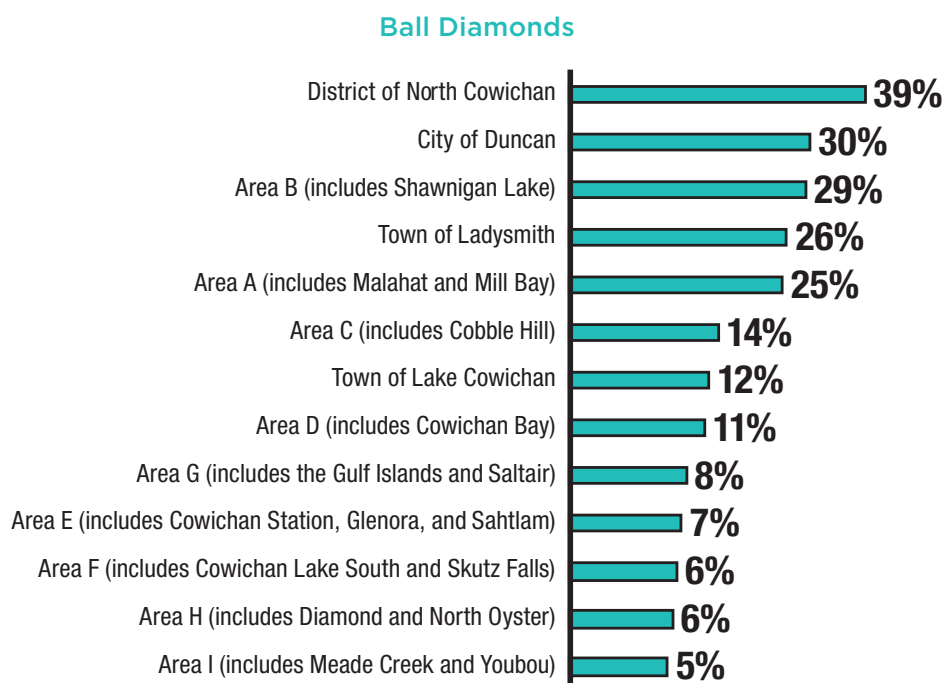 Ball Diamonds
District of North Cowichan 39%
City of Duncan 30%
Area B (includes Shawnigan Lake) 29%
Town of Ladysmith 26%
Area A (includes Malahat and Mill Bay) 25%
Area C (includes Cobble Hill) 14%
Town of Lake Cowichan 12%
Area D (includes Cowichan Bay) 11%
Area G (includes the Gulf Islands and Saltair) 8%
Area E (includes Cowichan Station, Glenora, and Sahtlam) 7%
Area F (includes Cowichan Lake South and Skutz Falls) 6%
Area H (includes Diamond and North Oyster) 6%
Area I (includes Meade Creek and Youbou) 5%